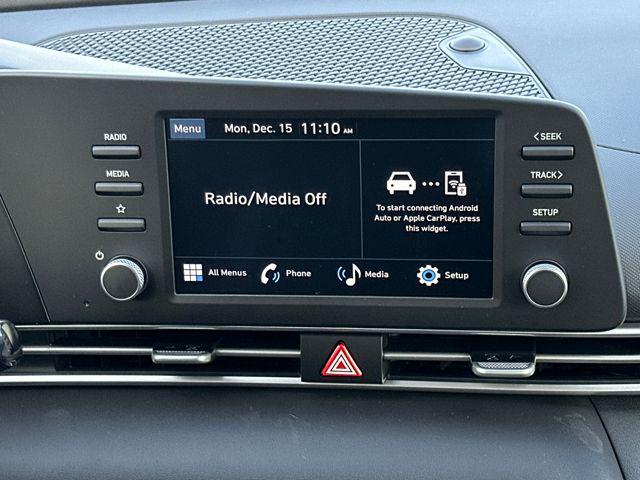 Menu Mon, Dec. 15 11:10 AM
RADIO
MEDIA
Radio/Media Off
To start connecting Android
Auto or Apple CarPlay, press
this widget.
All Menus Phone Media Setup
< SEEK
TRACK >
SETUP